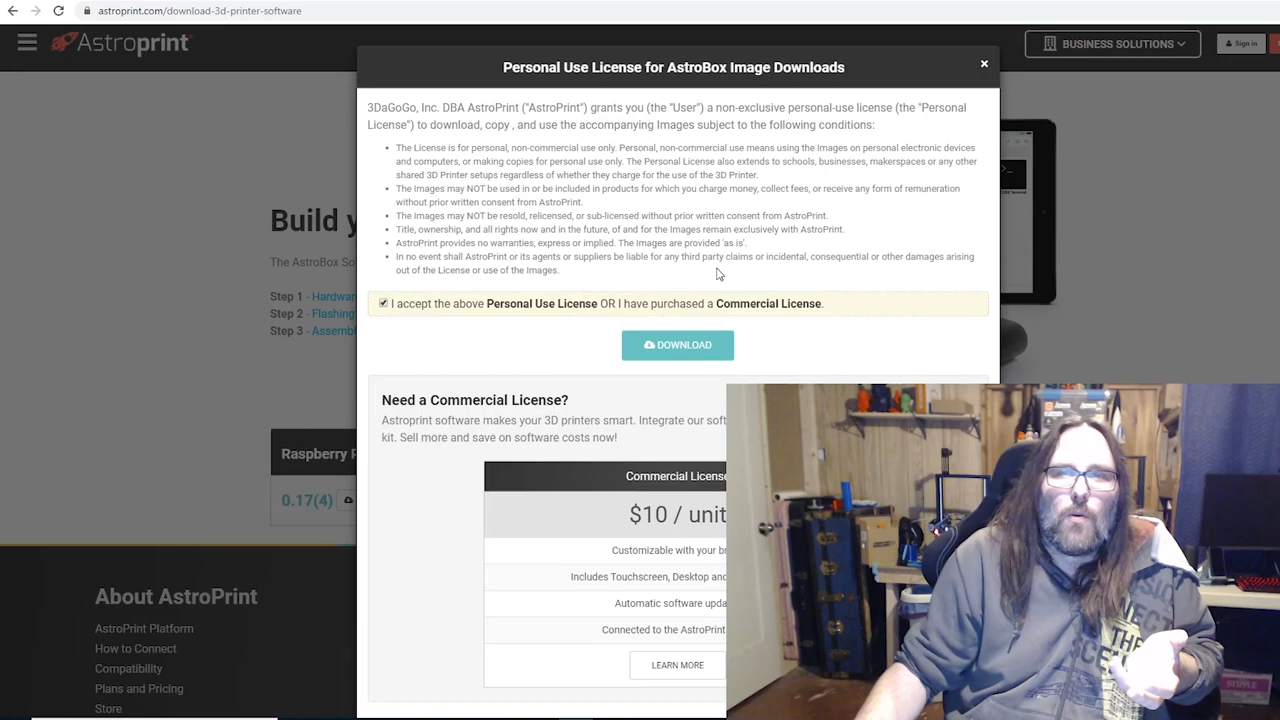 astroprint.com/download-3d-printer-software
Astroprint
BUSINESS SOLUTIONS
Sign in
Personal Use License for AstroBox Image Downloads
×
3DaGoGo, Inc. DBA AstroPrint ("AstroPrint") grants you (the "User") a non-exclusive personal-use license (the "Personal
License") to download, copy , and use the accompanying Images subject to the following conditions:
The License is for personal, non-commercial use only. Personal, non-commercial use means using the Images on personal electronic devices
and computers, or making copies for personal use only. The Personal License also extends to schools, businesses, makerspaces or any other
shared 3D Printer setups regardless of whether they charge for the use of the 3D Printer.
The Images may NOT be used in or be included in products for which you charge money, collect fees, or receive any form of remuneration
without prior written consent from AstroPrint.
The Images may NOT be resold, relicensed, or sub-licensed without prior written consent from AstroPrint.
Title, ownership, and all rights now and in the future, of and for the Images remain exclusively with AstroPrint.
AstroPrint provides no warranties, express or implied. The Images are provided 'as is'.
In no event shall AstroPrint or its agents or suppliers be liable for any third party claims or incidental, consequential or other damages arising
out of the License or use of the Images.
I accept the above Personal Use License OR I have purchased a Commercial License.
DOWNLOAD
Build y
The AstroBox So
Step 1 - Hardwar
Step 2 - Flashing
Step 3 - Assemb
Raspberry P
0.17(4)
Need a Commercial License?
Astroprint software makes your 3D printers smart. Integrate our soft
kit. Sell more and save on software costs now!
Commercial License
$10 / unit
Customizable with your br
Includes Touchscreen, Desktop and
Automatic software upda
Connected to the AstroPrint
LEARN MORE
About AstroPrint
AstroPrint Platform
How to Connect
Compatibility
Plans and Pricing
Store